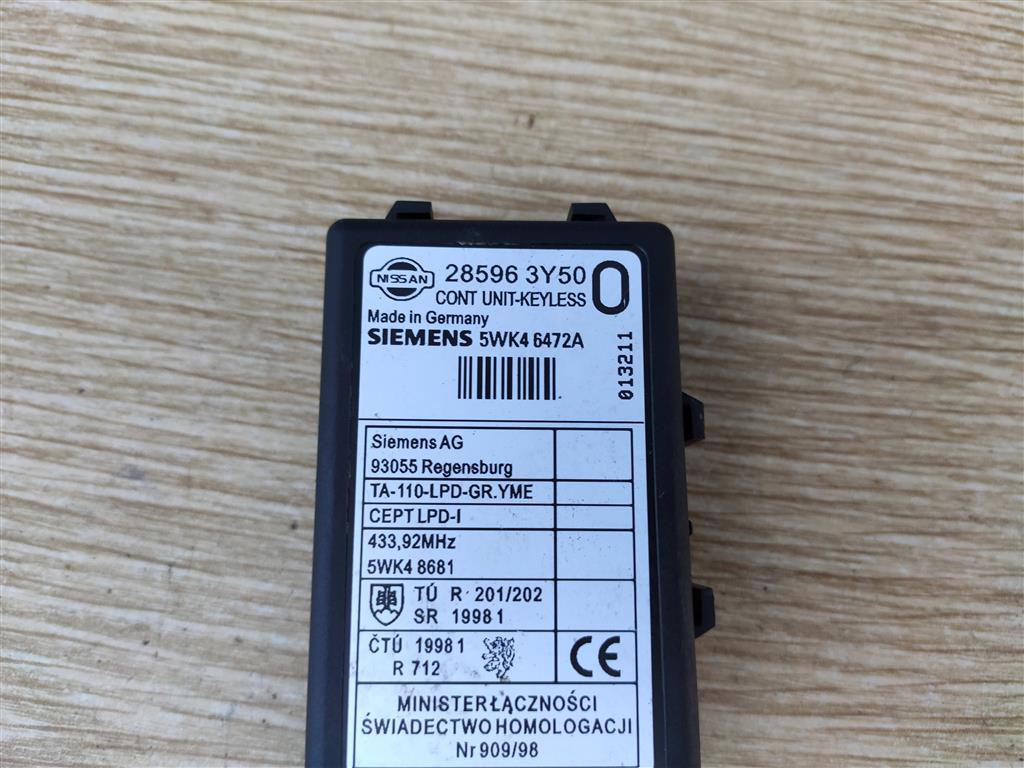 NISSAN 28596 3Y50 0
CONT UNIT-KEYLESS
Made in Germany
SIEMENS 5WK4 6472A
013211
Siemens AG
93055 Regensburg
TA-110-LPD-GR.YME
CEPT LPD-I
433,92MHz
5WK4 8681
TÚ R 201/202
SR 1998 1
ČTÚ 1998 1
R 712
CE
MINISTER ŁĄCZNOŚCI
ŚWIADECTWO HOMOLOGACJI
Nr 909/98